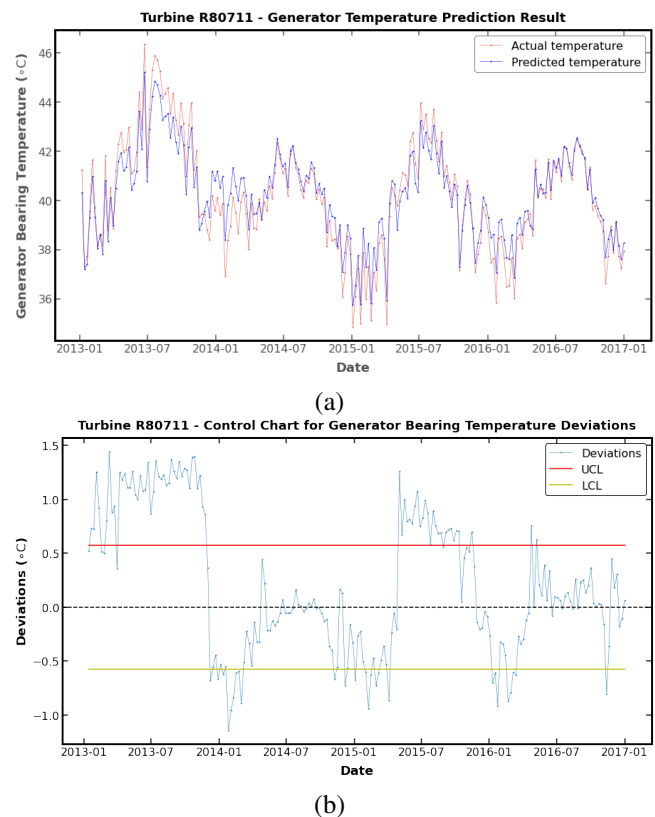 Turbine R80711 - Generator Temperature Prediction Result
Generator Bearing Temperature (∘C)
46
44
42
40
38
36
Actual temperature
Predicted temperature
2013-01 2013-07 2014-01 2014-07 2015-01 2015-07 2016-01 2016-07 2017-01
Date
(a)
Turbine R80711 - Control Chart for Generator Bearing Temperature Deviations
Deviations (∘C)
1.5
1.0
0.5
0.0
−0.5
−1.0
Deviations
UCL
LCL
2013-01 2013-07 2014-01 2014-07 2015-01 2015-07 2016-01 2016-07 2017-01
Date
(b)